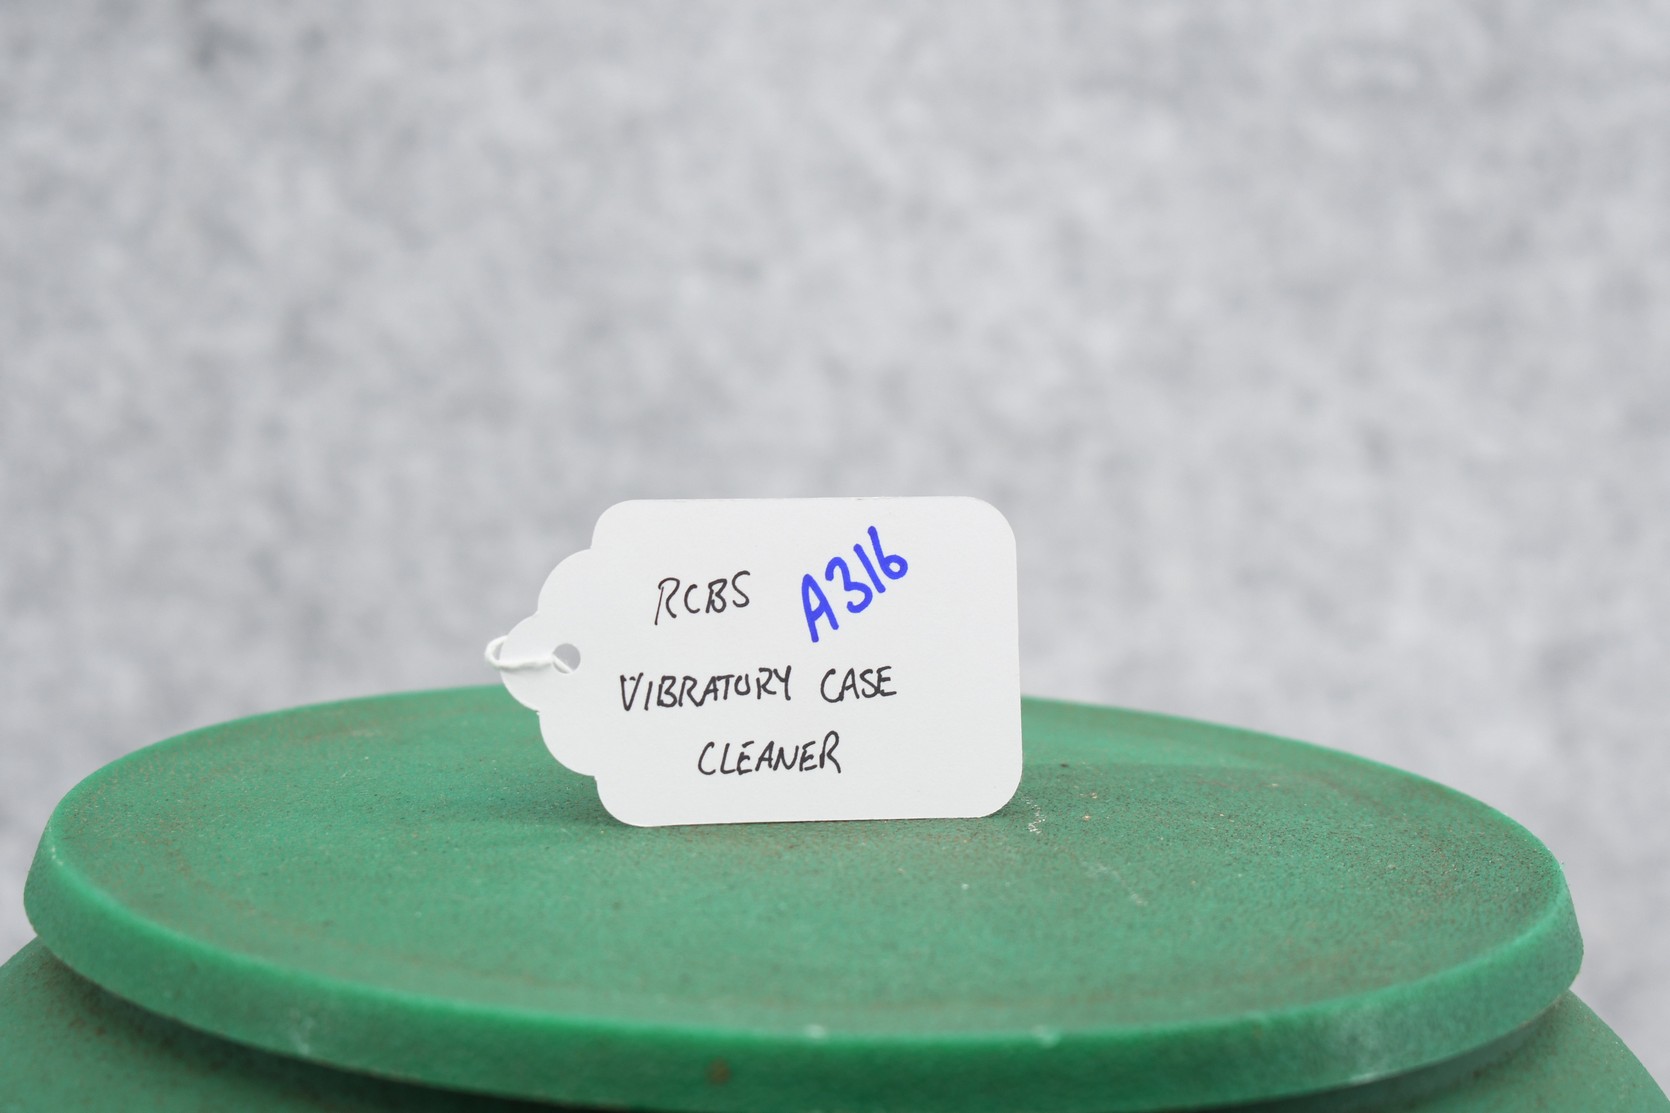 RCBS A316
VIBRATORY CASE
CLEANER